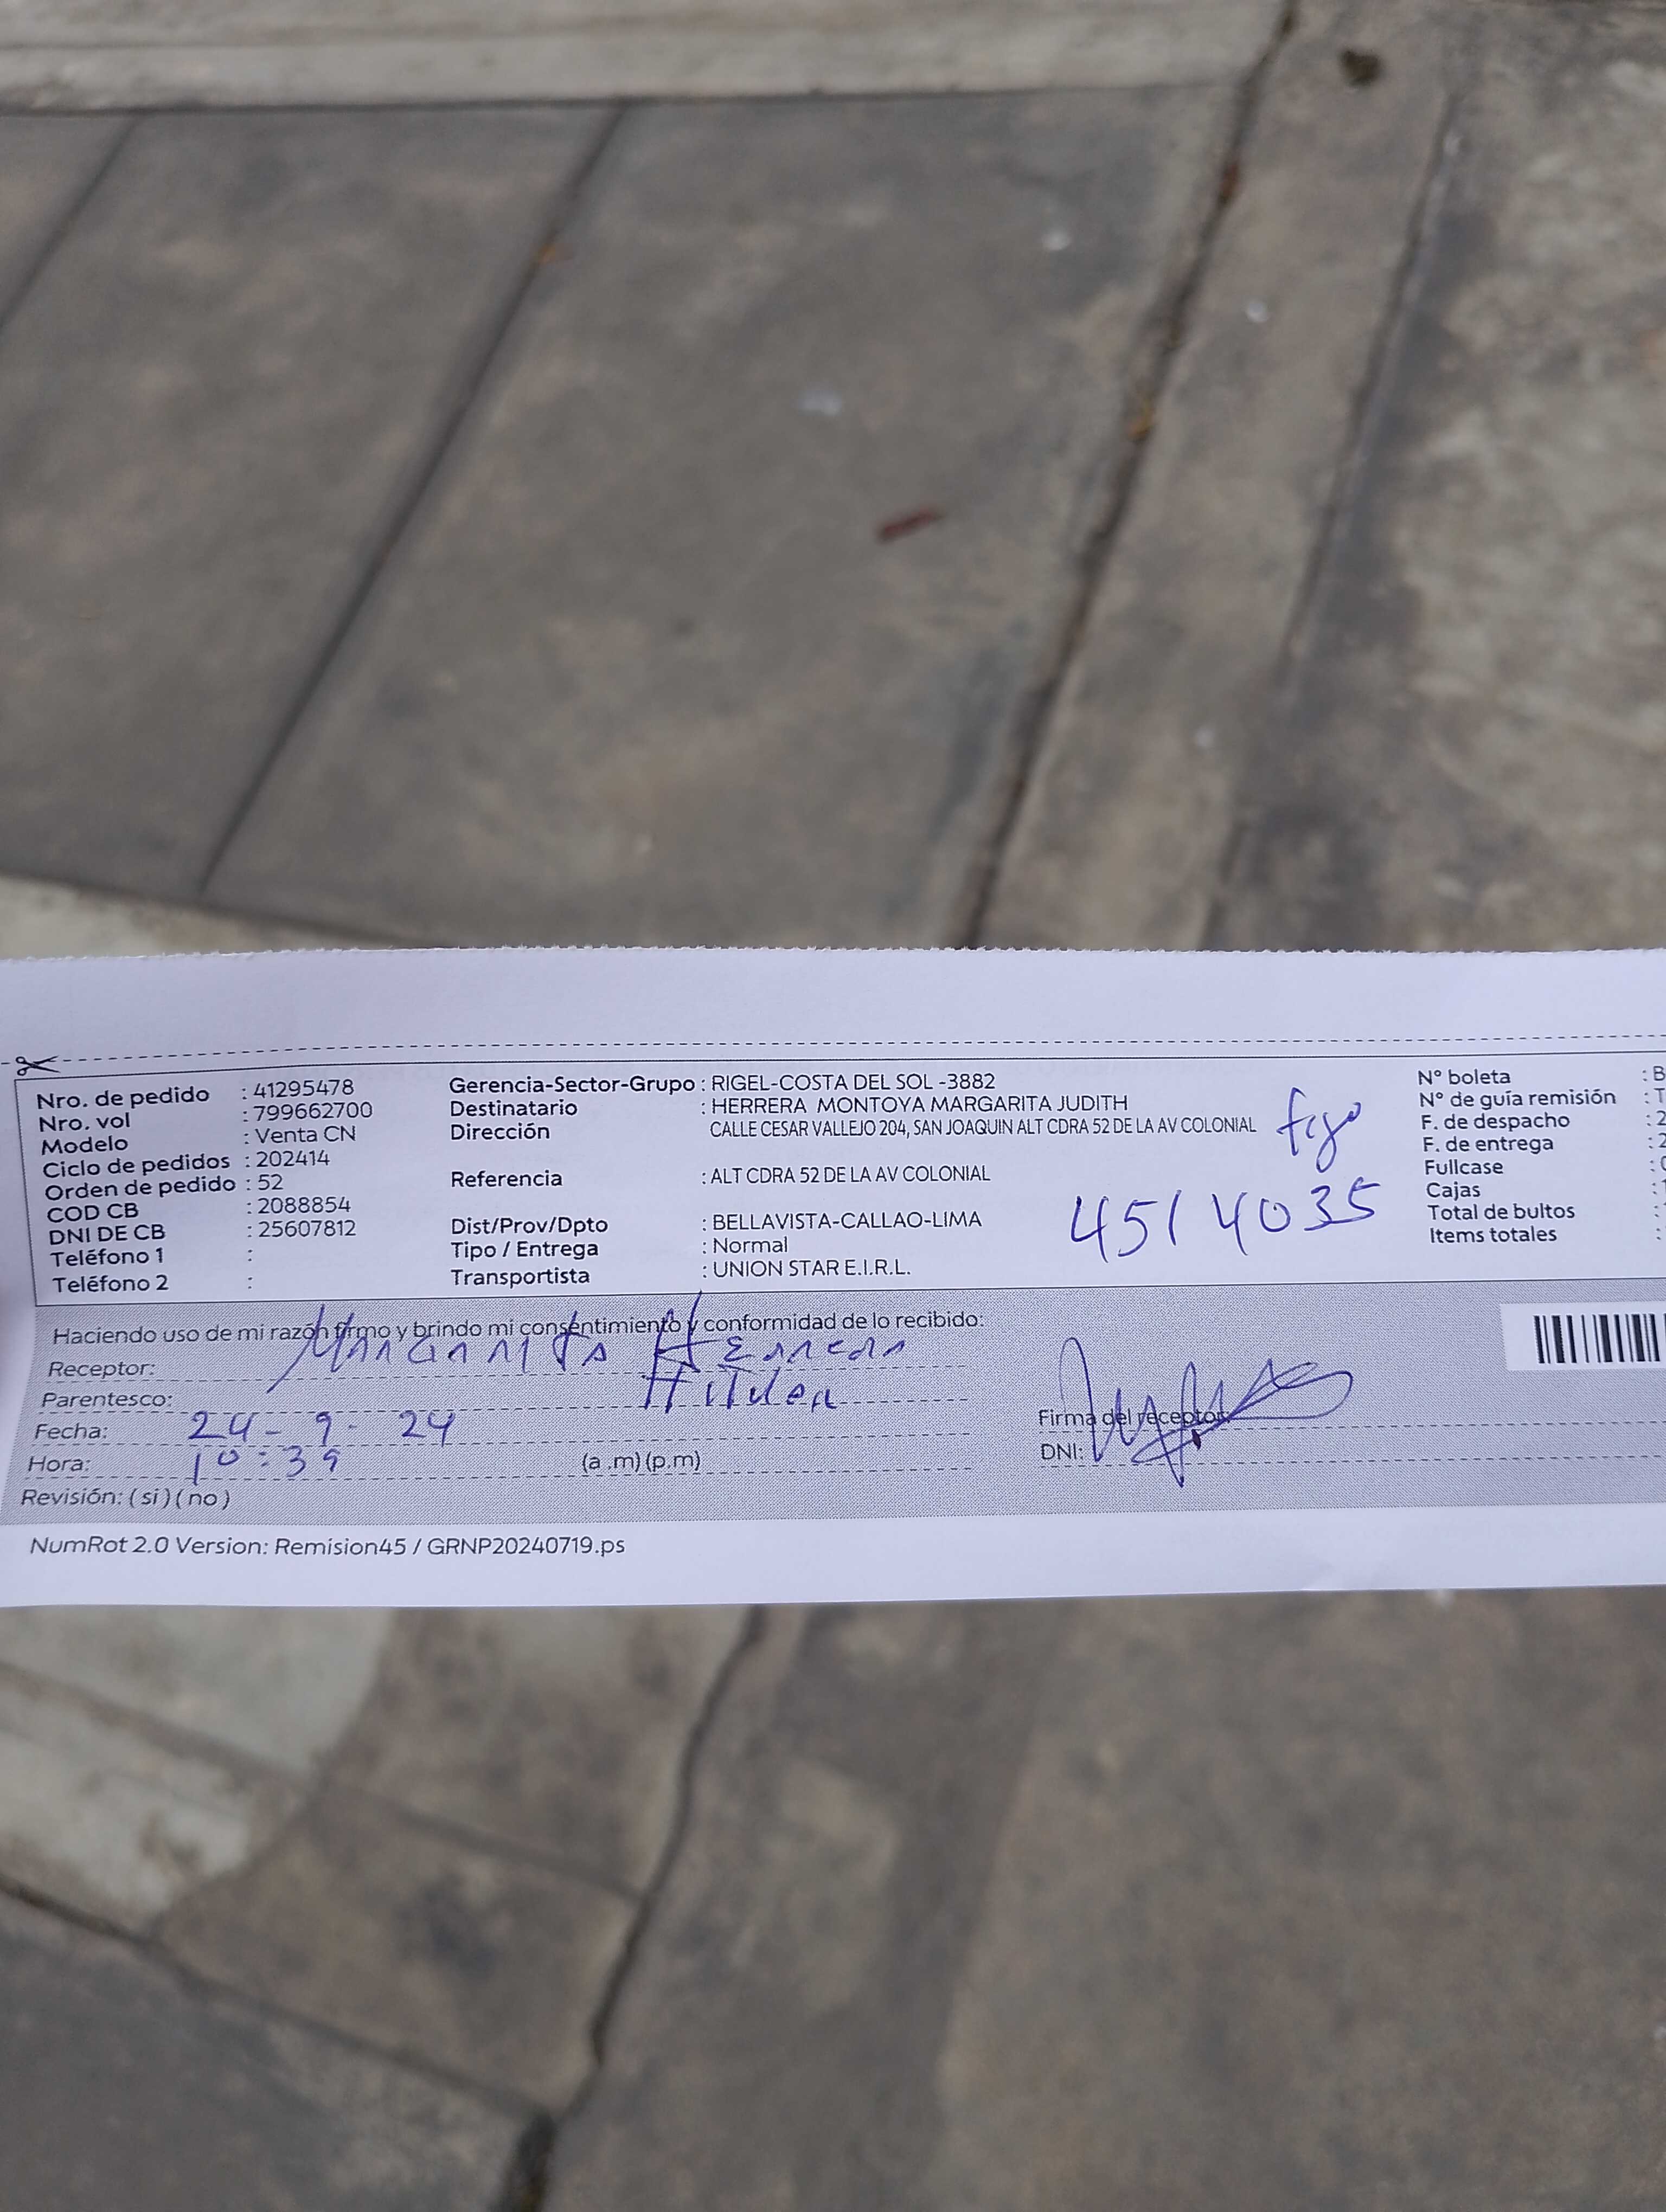 Nro. de pedido : 41295478
Nro. vol : 799662700
Modelo : Venta CN
Ciclo de pedidos : 202414
Orden de pedido : 52
COD CB : 2088854
DNI DE CB : 25607812
Teléfono 1 :
Teléfono 2 :
Gerencia-Sector-Grupo : RIGEL-COSTA DEL SOL -3882
Destinatario : HERRERA MONTOYA MARGARITA JUDITH
Dirección CALLE CESAR VALLEJO 204, SAN JOAQUIN ALT CDRA 52 DE LA AV COLONIAL
Referencia : ALT CDRA 52 DE LA AV COLONIAL
Dist/Prov/Dpto : BELLAVISTA-CALLAO-LIMA
Tipo / Entrega : Normal
Transportista : UNION STAR E.I.R.L.
fijo
4514035
N° boleta : B
N° de guía remisión : T
F. de despacho : 2
F. de entrega : 2
Fullcase :
Cajas :
Total de bultos :
Items totales :
Haciendo uso de mi razón firmo y brindo mi consentimiento y conformidad de lo recibido:
Receptor: Margarita Herrera
Parentesco: Titular
Fecha: 24-9-24
Hora: 10:39 (a .m) (p.m)
Revisión: ( si ) ( no )
Firma del receptor
DNI:
NumRot 2.0 Version: Remision45 / GRNP20240719.ps